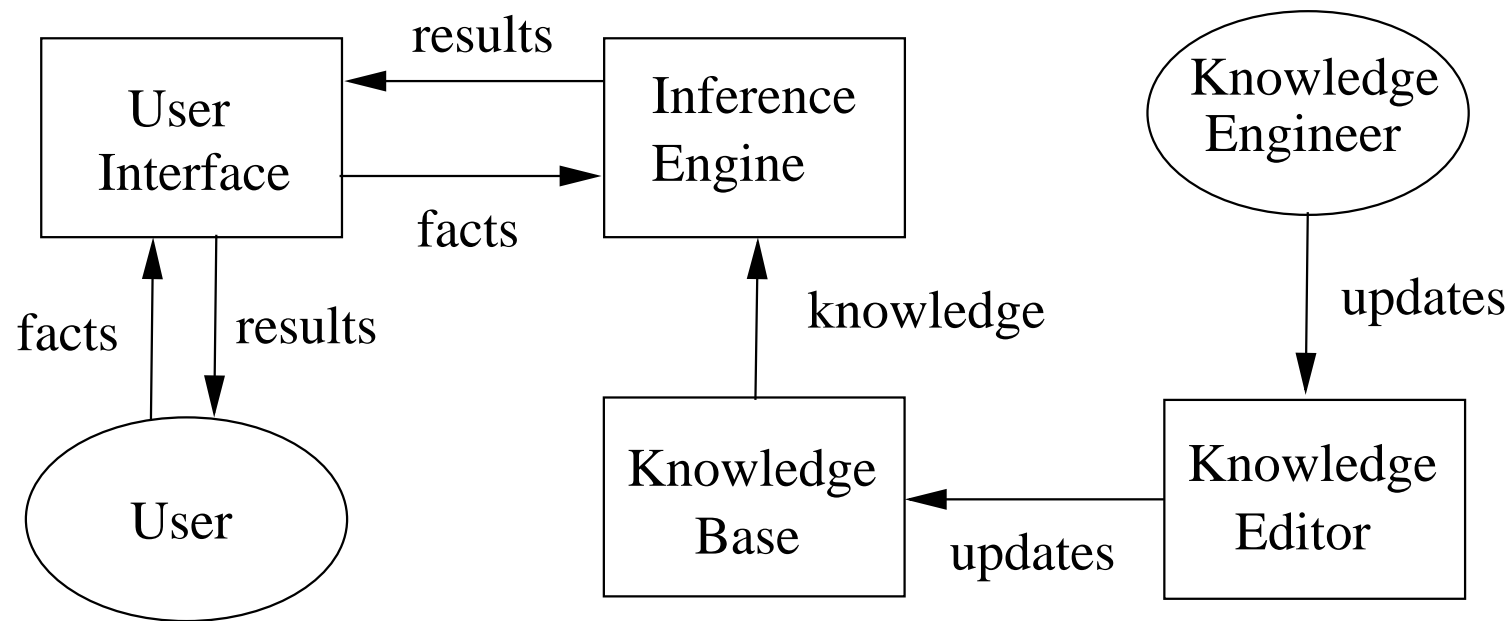 results
User
Interface
Inference
Engine
Knowledge
Engineer
facts
facts
results
knowledge
updates
User
Knowledge
Base
updates
Knowledge
Editor